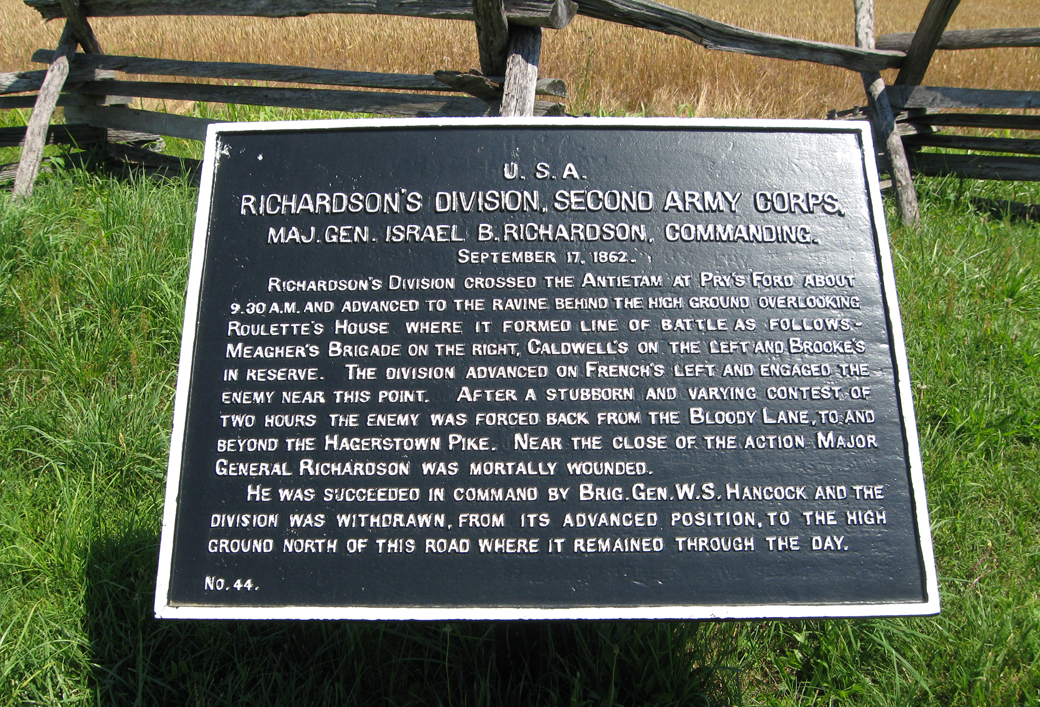 U. S. A.
RICHARDSON'S DIVISION, SECOND ARMY CORPS,
MAJ. GEN. ISRAEL B. RICHARDSON, COMMANDING.
SEPTEMBER 17, 1862.
RICHARDSON'S DIVISION CROSSED THE ANTIETAM AT PRY'S FORD ABOUT
9.30 A.M. AND ADVANCED TO THE RAVINE BEHIND THE HIGH GROUND OVERLOOKING
ROULETTE'S HOUSE WHERE IT FORMED LINE OF BATTLE AS FOLLOWS.-
MEAGHER'S BRIGADE ON THE RIGHT, CALDWELL'S ON THE LEFT AND BROOKE'S
IN RESERVE. THE DIVISION ADVANCED ON FRENCH'S LEFT AND ENGAGED THE
ENEMY NEAR THIS POINT. AFTER A STUBBORN AND VARYING CONTEST OF
TWO HOURS THE ENEMY WAS FORCED BACK FROM THE BLOODY LANE, TO AND
BEYOND THE HAGERSTOWN PIKE. NEAR THE CLOSE OF THE ACTION MAJOR
GENERAL RICHARDSON WAS MORTALLY WOUNDED.
HE WAS SUCCEEDED IN COMMAND BY BRIG. GEN. W. S. HANCOCK AND THE
DIVISION WAS WITHDRAWN, FROM ITS ADVANCED POSITION, TO THE HIGH
GROUND NORTH OF THIS ROAD WHERE IT REMAINED THROUGH THE DAY.
NO. 44.